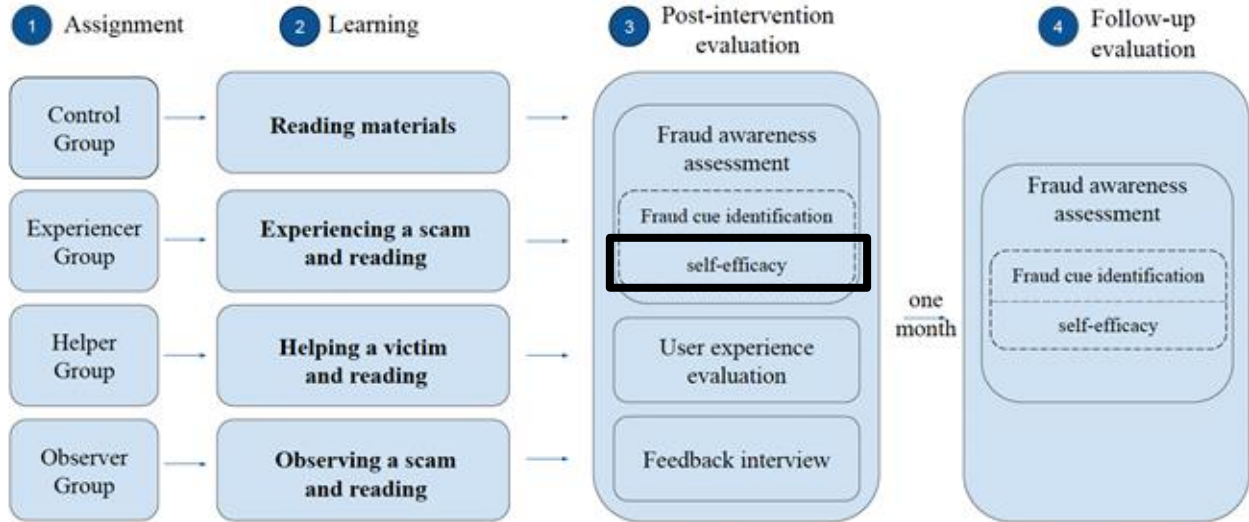 1 Assignment
2 Learning
3 Post-intervention
evaluation
4 Follow-up
evaluation
Control
Group
Reading materials
Experiencer
Group
Experiencing a scam
and reading
Helper
Group
Helping a victim
and reading
Observer
Group
Observing a scam
and reading
Fraud awareness
assessment
Fraud cue identification
self-efficacy
User experience
evaluation
Feedback interview
one
month
Fraud awareness
assessment
Fraud cue identification
self-efficacy